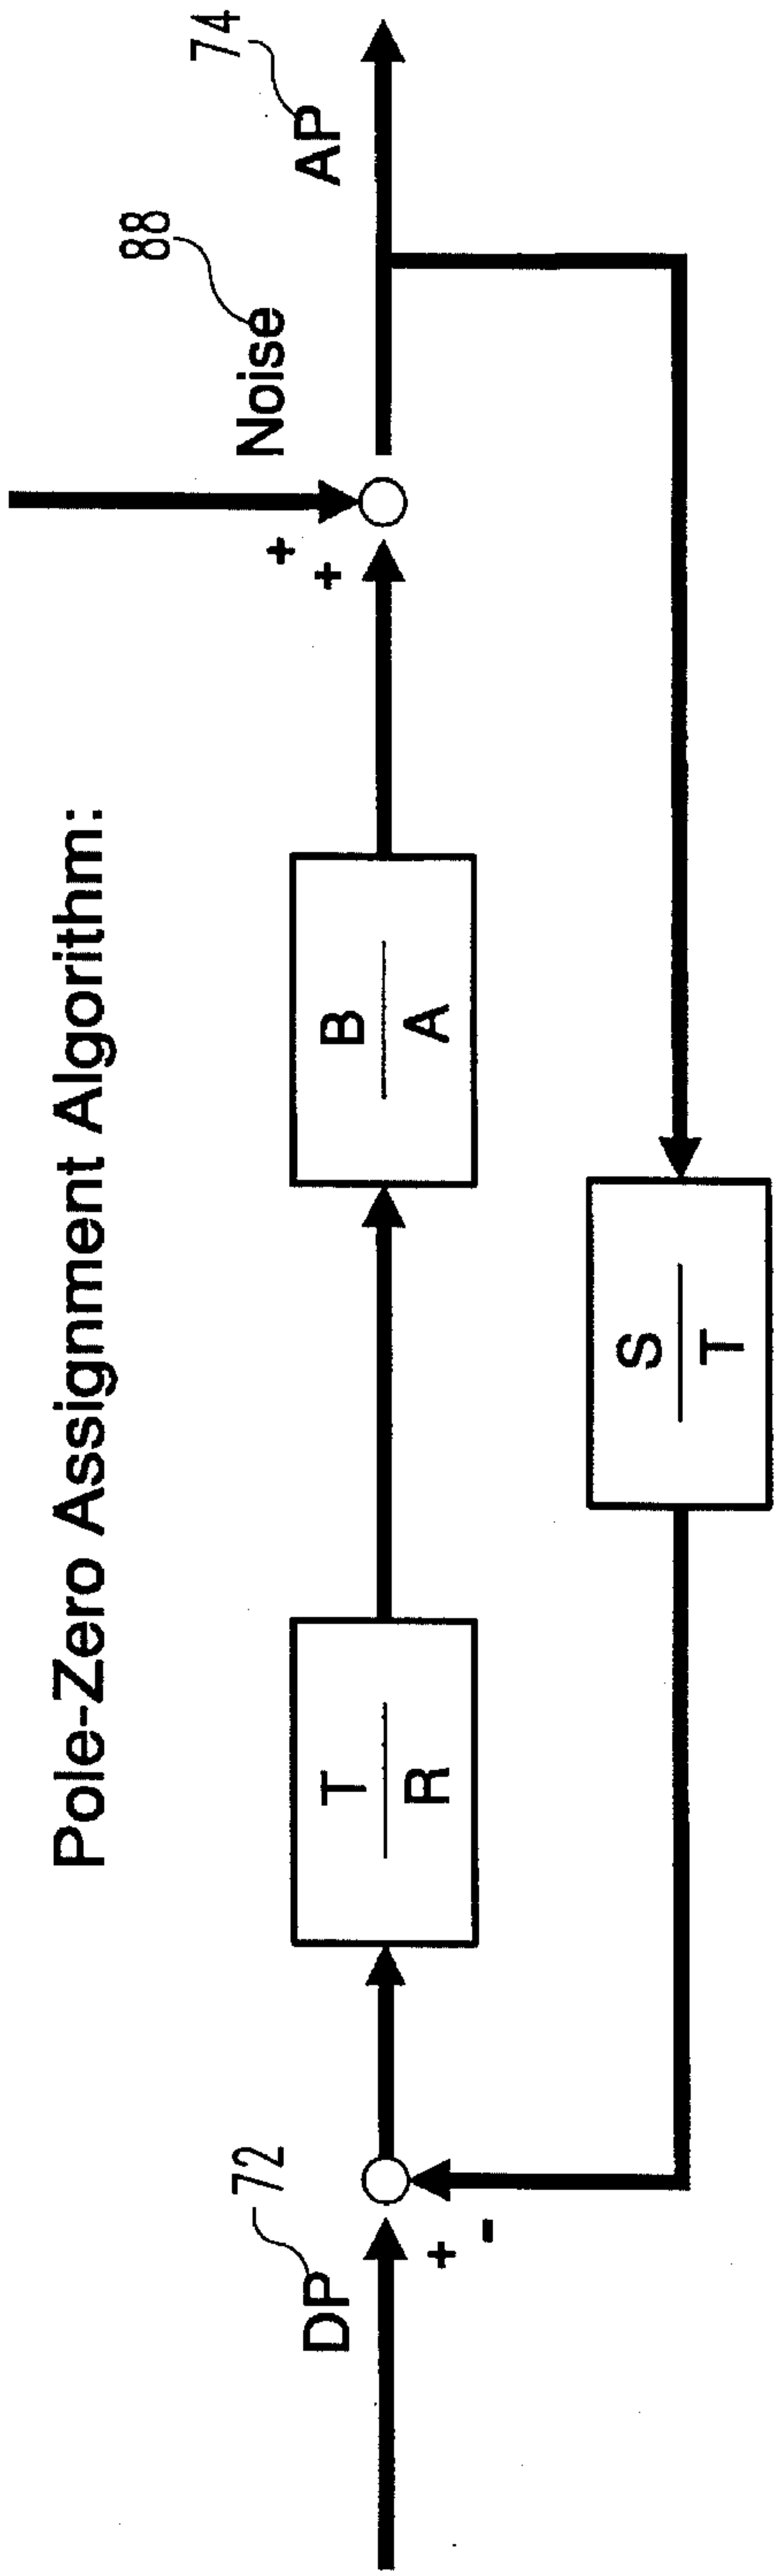 Pole-Zero Assignment Algorithm:
DP
72
+
-
T
R
B
A
+
+
Noise
88
AP
74
S
T